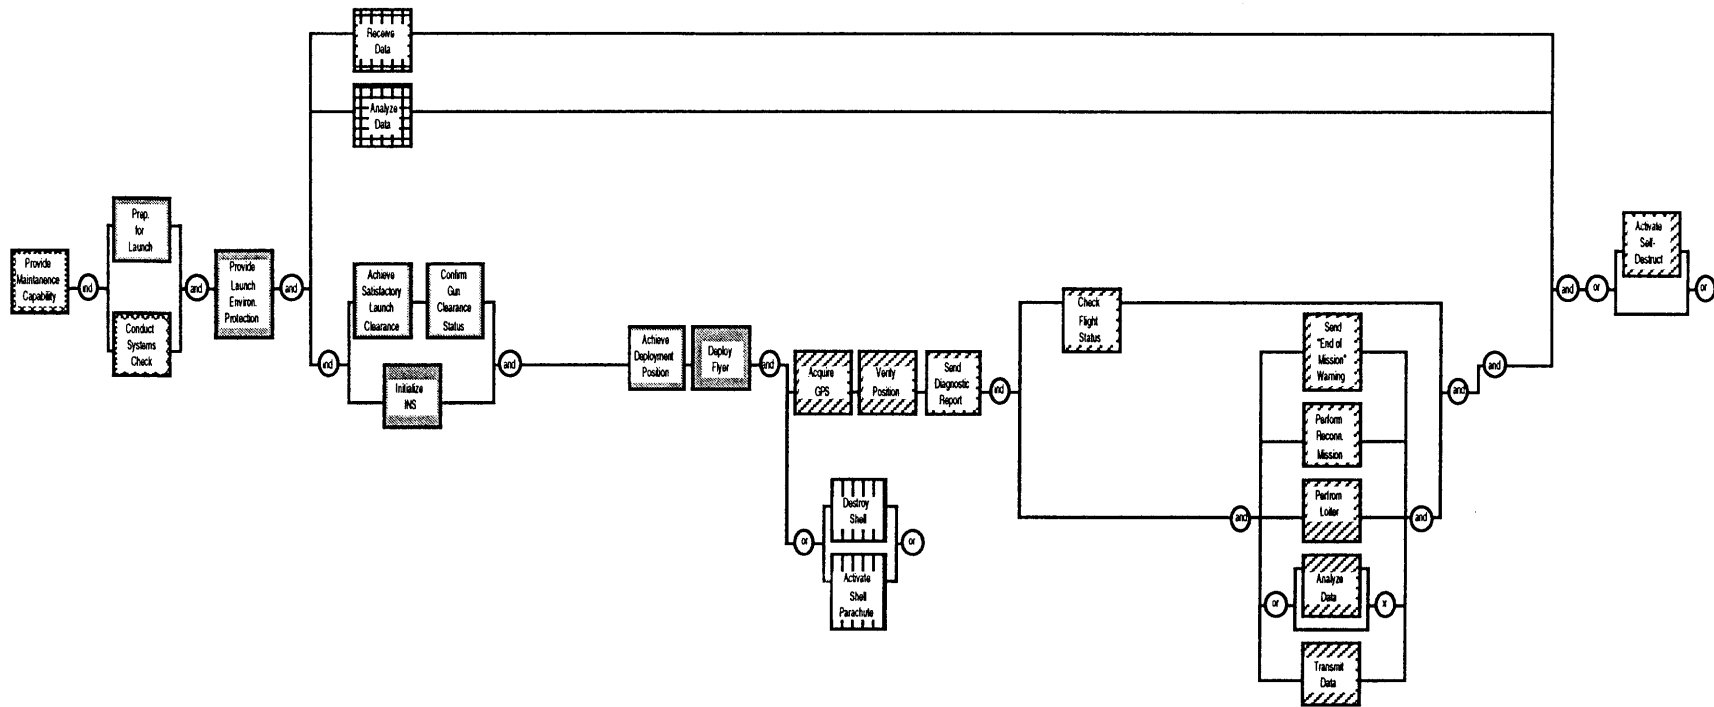 Receive
Data
Analyze
Data
Prep.
for
Launch
Provide
Maintanence
Capability
and
Conduct
Systems
Check
and
Provide
Launch
Environ.
Protection
and
and
Achieve
Satisfactory
Launch
Clearance
Confirm
Gun
Clearance
Status
Initialize
INS
and
Achieve
Deployment
Position
Deploy
Flyer
and
Acquire
GPS
Verify
Position
Send
Diagnostic
Report
and
or
Destroy
Shell
Activate
Shell
Parachute
or
Check
Flight
Status
and
Send
"End of
Mission"
Warning
Perform
Reconn.
Mission
Perfrom
Loiter
or
Analyze
Data
x
Transmit
Data
and
and
and
and
or
Activate
Self-
Destruct
or